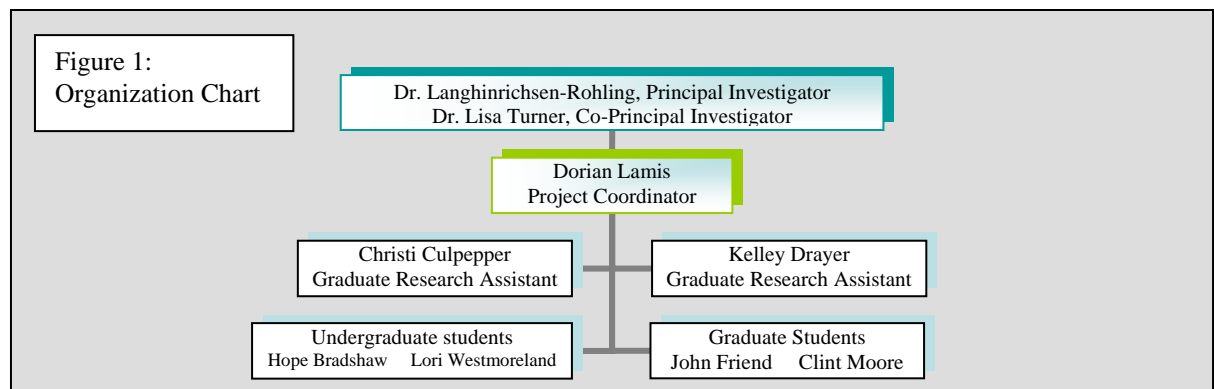 Figure 1:
Organization Chart
Dr. Langhinrichsen-Rohling, Principal Investigator
Dr. Lisa Turner, Co-Principal Investigator
Dorian Lamis
Project Coordinator
Christi Culpepper
Graduate Research Assistant
Kelley Drayer
Graduate Research Assistant
Undergraduate students
Hope Bradshaw Lori Westmoreland
Graduate Students
John Friend Clint Moore